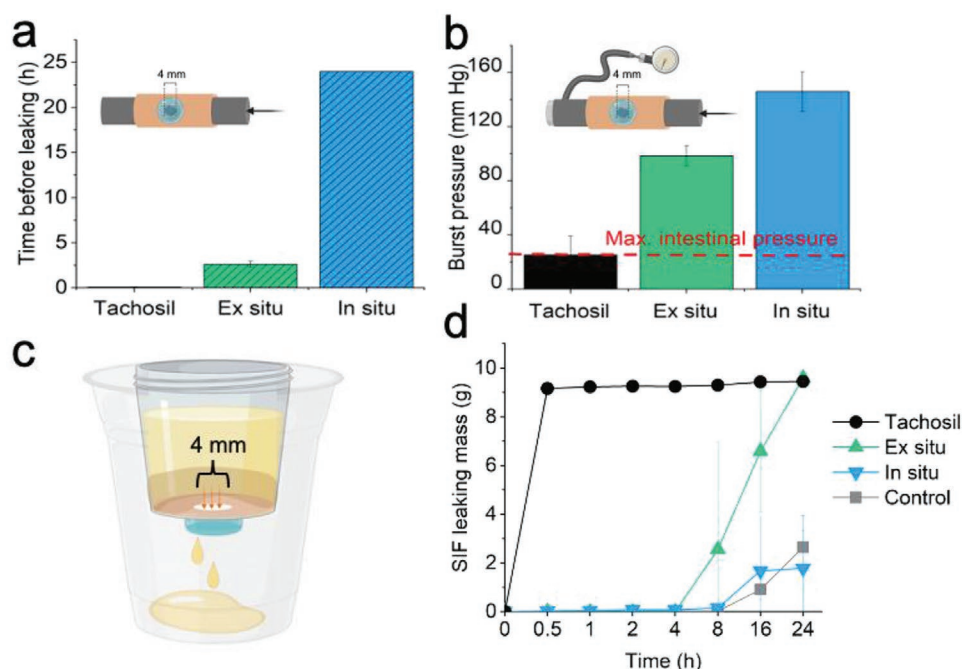 a
Time before leaking (h)
25
20
15
10
5
0
4 mm
Tachosil
Ex situ
In situ
b
Burst pressure (mm Hg)
160
120
80
40
0
4 mm
Max. intestinal pressure
Tachosil
Ex situ
In situ
c
4 mm
d
SIF leaking mass (g)
10
8
6
4
2
0
0
0.5
1
2
4
8
16
24
Time (h)
Tachosil
Ex situ
In situ
Control